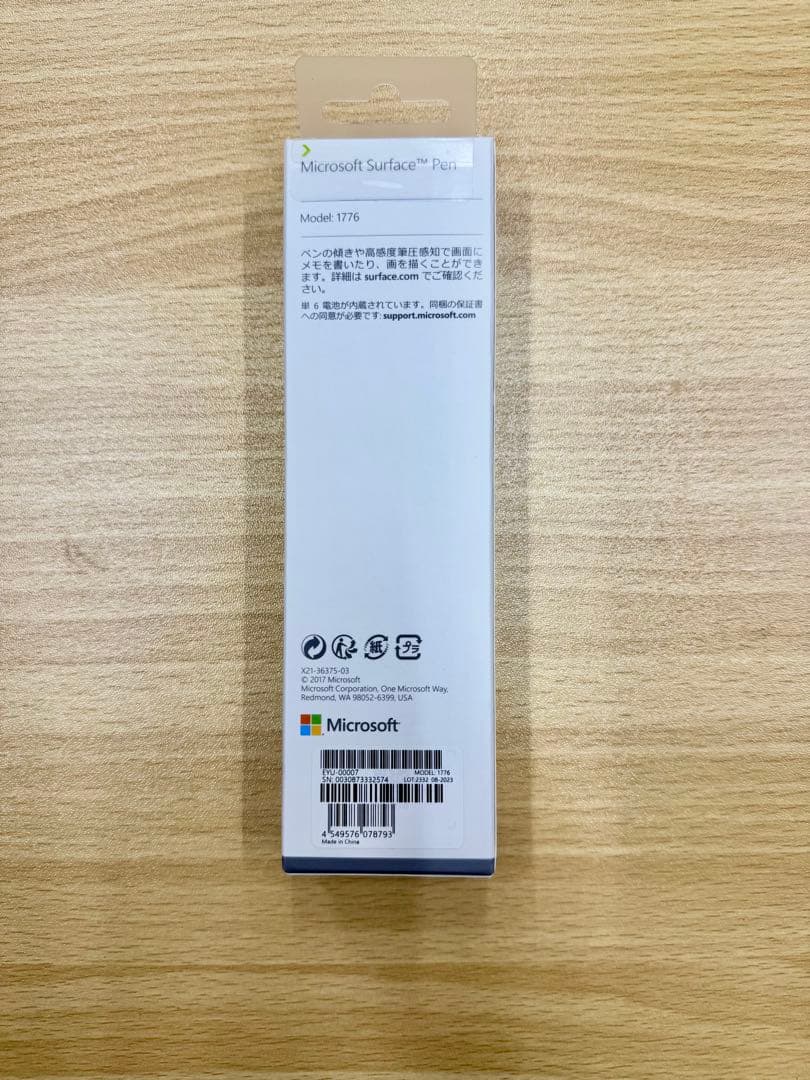 Microsoft Surface™ Pen
Model: 1776
ペンの傾きや高感度筆圧感知で画面に
メモを書いたり、画を描くことができ
ます。詳細は surface.com でご確認くだ
さい。
単 6 電池が内蔵されています。同梱の保証書
への同意が必要です: support.microsoft.com
紙
プラ
X21-36375-03
© 2017 Microsoft
Microsoft Corporation, One Microsoft Way,
Redmond, WA 98052-6399, USA
Microsoft
EYU-00007 MODEL: 1776
SN: 0030873332574 LOT:2332 08-2023
4 549576 078793
Made in China